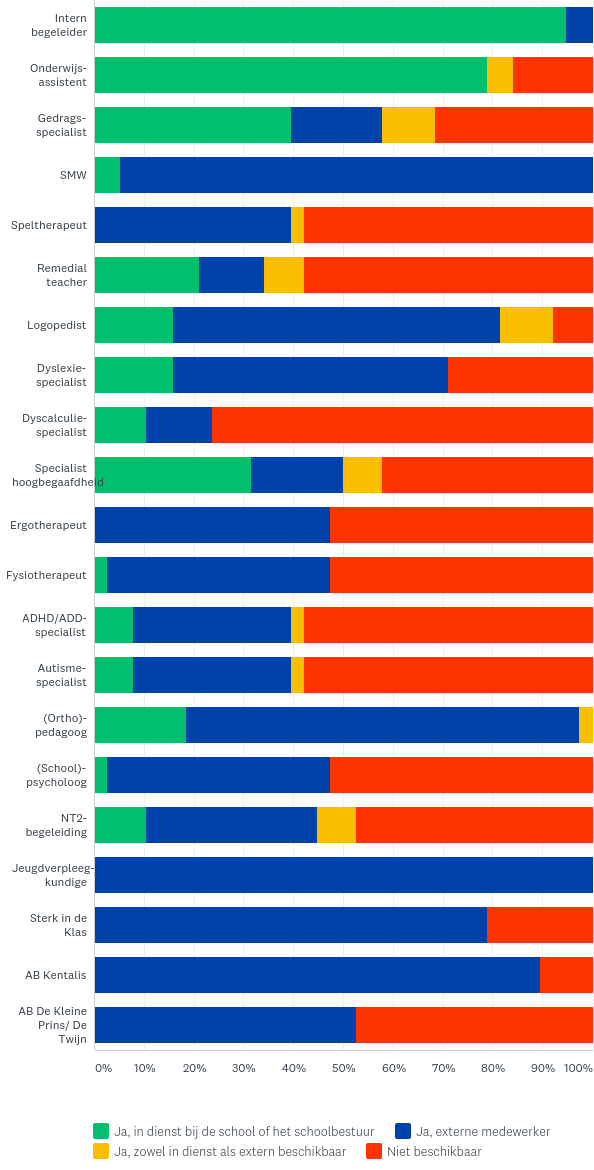 Intern
begeleider
Onderwijs-
assistent
Gedrags-
specialist
SMW
Speltherapeut
Remedial
teacher
Logopedist
Dyslexie-
specialist
Dyscalculie-
specialist
Specialist
hoogbegaafdheid
Ergotherapeut
Fysiotherapeut
ADHD/ADD-
specialist
Autisme-
specialist
(Ortho)-
pedagoog
(School)-
psycholoog
NT2-
begeleiding
Jeugdverpleeg-
kundige
Sterk in de
Klas
AB Kentalis
AB De Kleine
Prins/ De
Twijn
0% 10% 20% 30% 40% 50% 60% 70% 80% 90% 100%
Ja, in dienst bij de school of het schoolbestuur Ja, externe medewerker
Ja, zowel in dienst als extern beschikbaar Niet beschikbaar